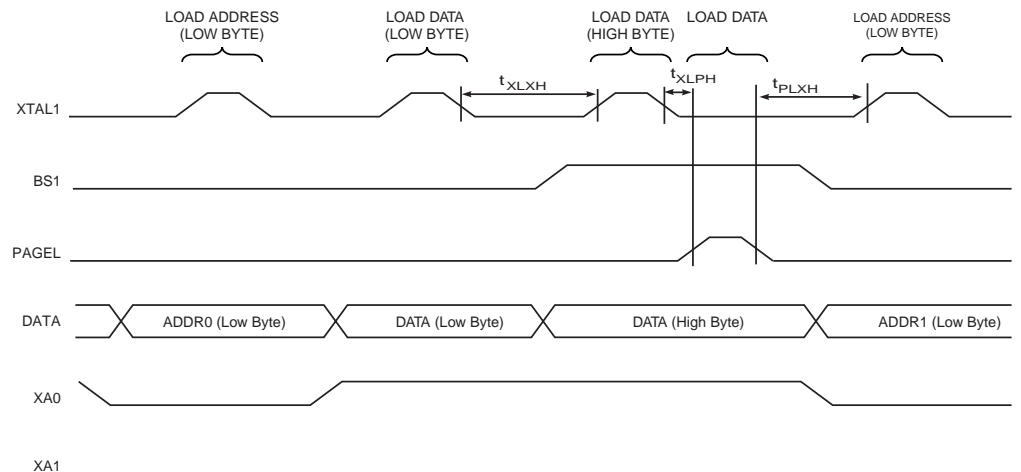 LOAD ADDRESS
(LOW BYTE)
LOAD DATA
(LOW BYTE)
LOAD DATA
(HIGH BYTE)
LOAD DATA
LOAD ADDRESS
(LOW BYTE)
tXLXH
tXLPH
tPLXH
XTAL1
BS1
PAGEL
DATA
ADDR0 (Low Byte)
DATA (Low Byte)
DATA (High Byte)
ADDR1 (Low Byte)
XA0
XA1